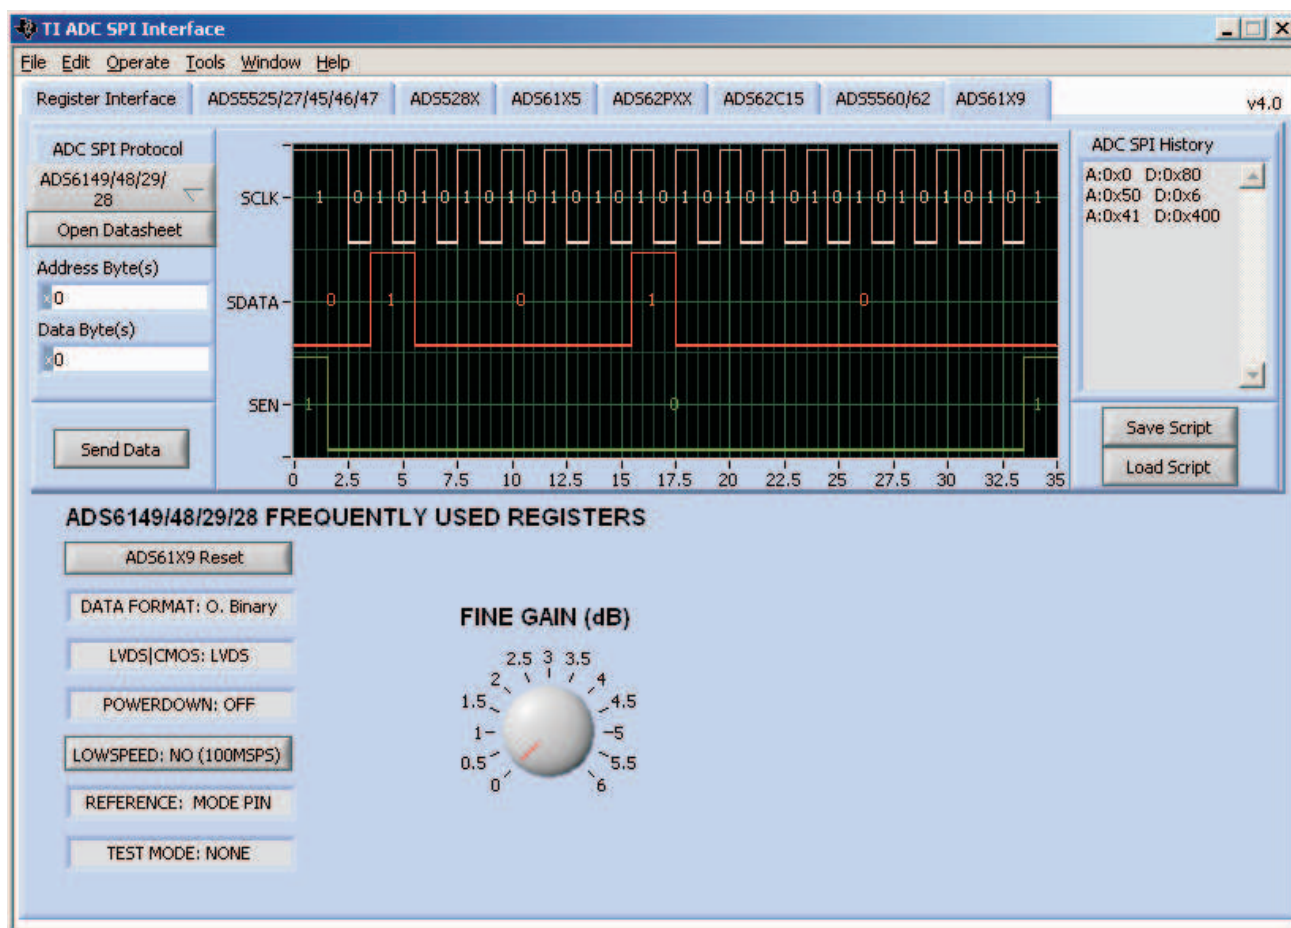 TI ADC SPI Interface
File Edit Operate Tools Window Help
Register Interface ADS5525/27/45/46/47 ADS528X ADS61X5 ADS62PXX ADS62C15 ADS5560/62 ADS61X9 v4.0
ADC SPI Protocol
ADS6149/48/29/
28
Open Datasheet
Address Byte(s)
x0
Data Byte(s)
x0
Send Data
SCLK
1 0 1 0 1 0 1 0 1 0 1 0 1 0 1 0 1 0 1 0 1 0 1 0 1 0 1 0 1 0 1 0 1
SDATA
0 1 0 1 0
SEN
1 0 1
0 2.5 5 7.5 10 12.5 15 17.5 20 22.5 25 27.5 30 32.5 35
ADC SPI History
A:0x0 D:0x80
A:0x50 D:0x6
A:0x41 D:0x400
Save Script
Load Script
ADS6149/48/29/28 FREQUENTLY USED REGISTERS
ADS61X9 Reset
DATA FORMAT: O. Binary
LVDS|CMOS: LVDS
POWERDOWN: OFF
LOWSPEED: NO (100MSPS)
REFERENCE: MODE PIN
TEST MODE: NONE
FINE GAIN (dB)
2.5 3 3.5
2 4
1.5 4.5
1 5
0.5 5.5
0 6